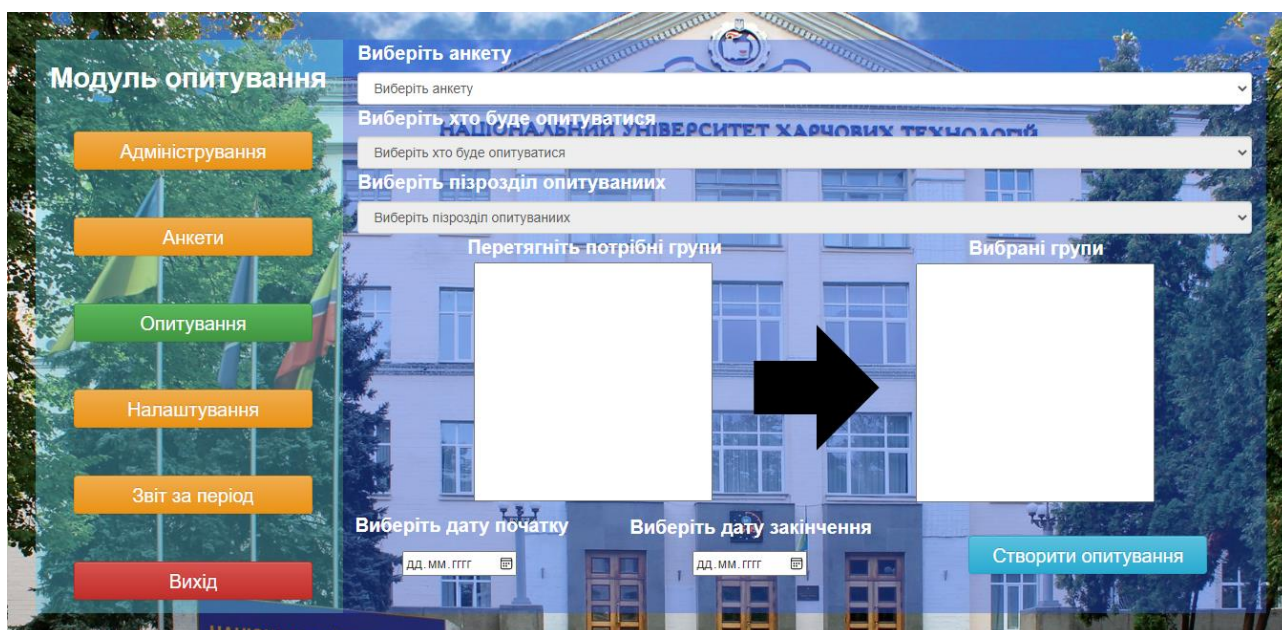 Модуль опитування
Адміністрування
Анкети
Опитування
Налаштування
Звіт за період
Вихід
Виберіть анкету
Виберіть анкету
Виберіть хто буде опитуватися
НАЦІОНАЛЬНИЙ УНІВЕРСИТЕТ ХАРЧОВИХ ТЕХНОЛОГІЙ
Виберіть хто буде опитуватися
Виберіть пізрозділ опитуваниих
Виберіть пізрозділ опитуваниих
Перетягніть потрібні групи
Вибрані групи
Виберіть дату початку
Виберіть дату закінчення
дд.мм.гггг
дд.мм.гггг
Створити опитування